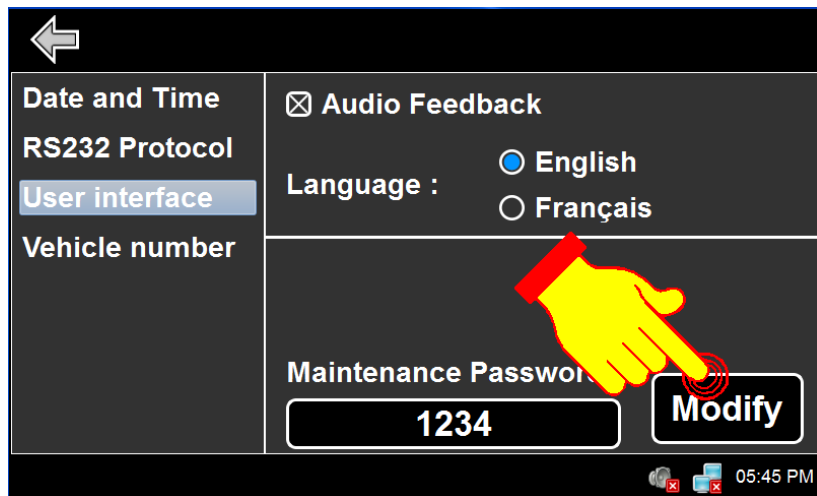 Date and Time
RS232 Protocol
User interface
Vehicle number
Audio Feedback
Language :
English
Français
Maintenance Password
1234
Modify
05:45 PM